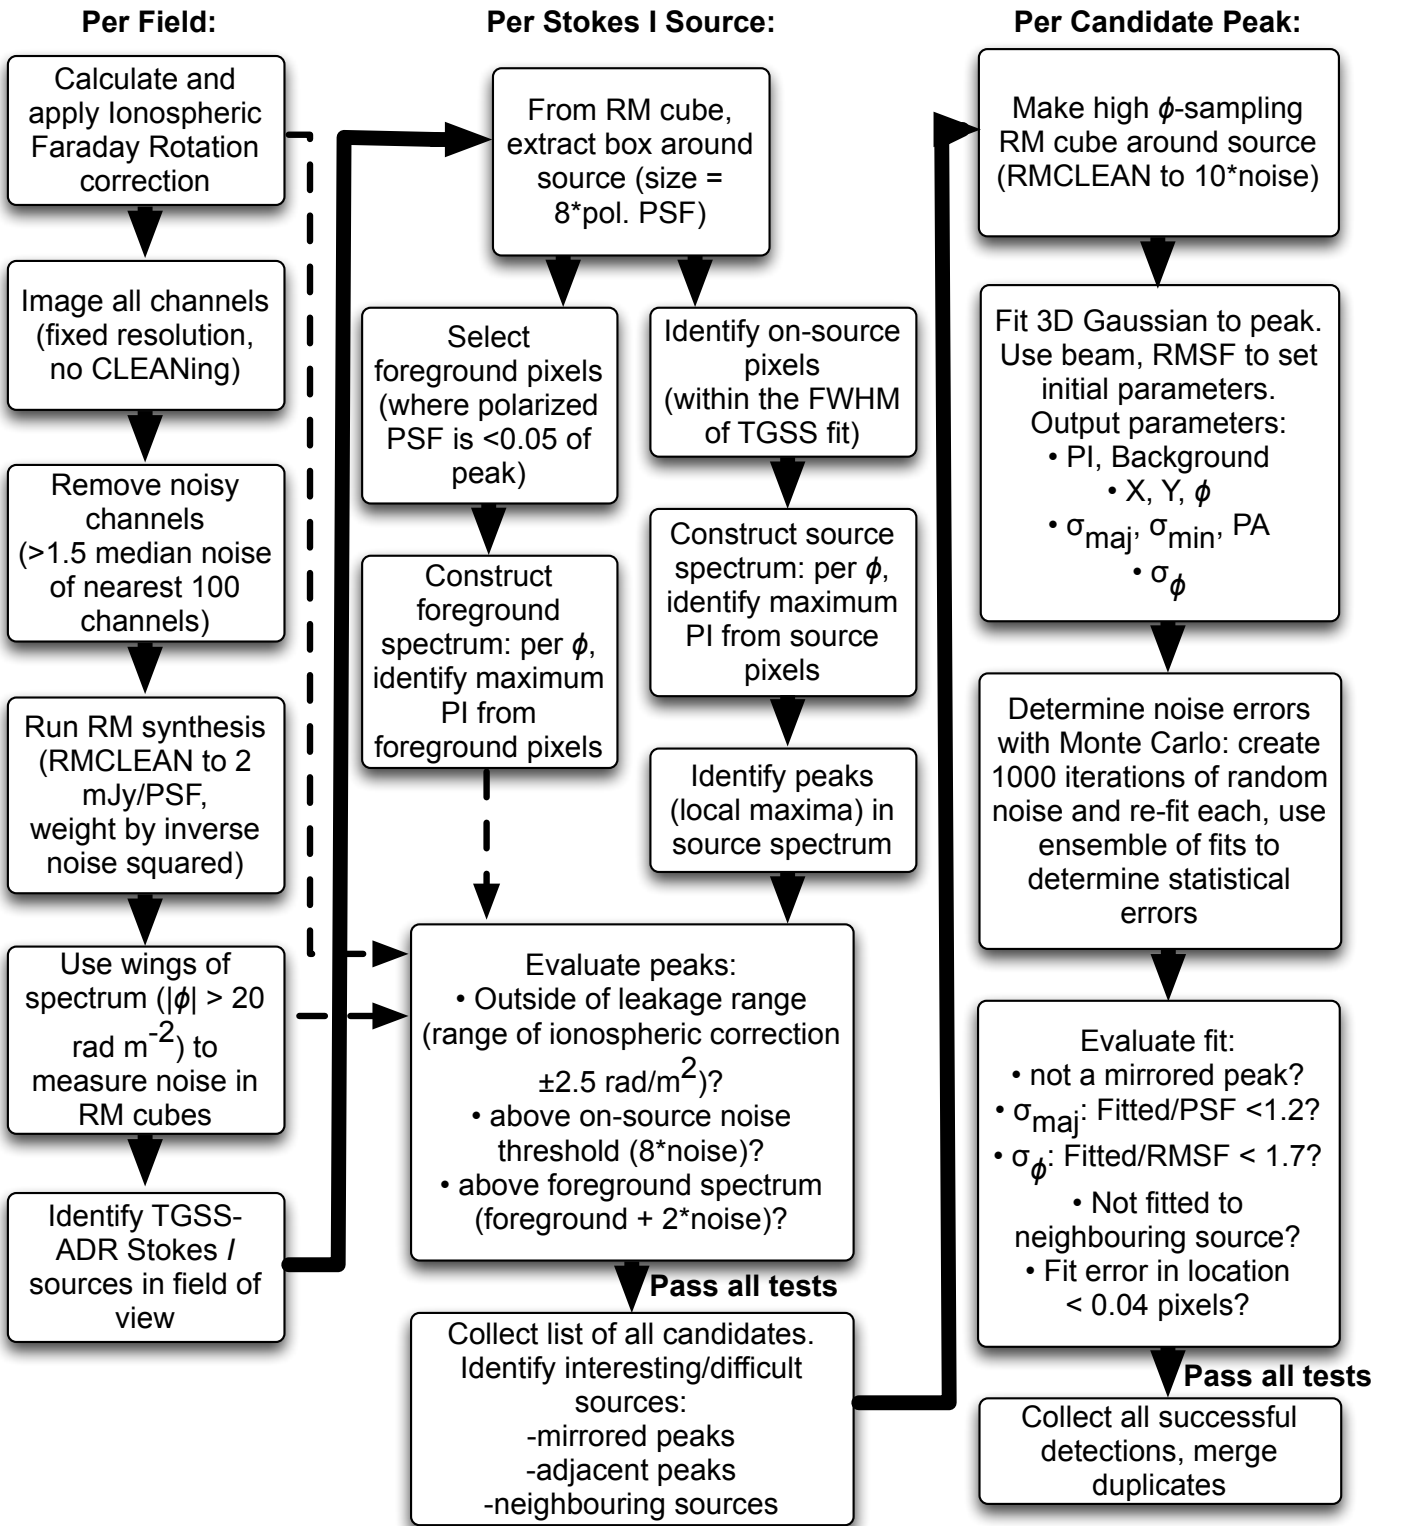 Per Field:
Calculate and
apply Ionospheric
Faraday Rotation
correction
Image all channels
(fixed resolution,
no CLEANing)
Remove noisy
channels
(>1.5 median noise
of nearest 100
channels)
Run RM synthesis
(RMCLEAN to 2
mJy/PSF,
weight by inverse
noise squared)
Use wings of
spectrum (|ϕ| > 20
rad m⁻²) to
measure noise in
RM cubes
Identify TGSS-
ADR Stokes I
sources in field of
view
Per Stokes I Source:
From RM cube,
extract box around
source (size =
8*pol. PSF)
Select
foreground pixels
(where polarized
PSF is <0.05 of
peak)
Construct
foreground
spectrum: per ϕ,
identify maximum
PI from
foreground pixels
Identify on-source
pixels
(within the FWHM
of TGSS fit)
Construct source
spectrum: per ϕ,
identify maximum
PI from source
pixels
Identify peaks
(local maxima) in
source spectrum
Evaluate peaks:
• Outside of leakage range
(range of ionospheric correction
±2.5 rad/m²)?
• above on-source noise
threshold (8*noise)?
• above foreground spectrum
(foreground + 2*noise)?
Pass all tests
Collect list of all candidates.
Identify interesting/difficult
sources:
-mirrored peaks
-adjacent peaks
-neighbouring sources
Per Candidate Peak:
Make high ϕ-sampling
RM cube around source
(RMCLEAN to 10*noise)
Fit 3D Gaussian to peak.
Use beam, RMSF to set
initial parameters.
Output parameters:
• PI, Background
• X, Y, ϕ
• σmaj, σmin, PA
• σϕ
Determine noise errors
with Monte Carlo: create
1000 iterations of random
noise and re-fit each, use
ensemble of fits to
determine statistical
errors
Evaluate fit:
• not a mirrored peak?
• σmaj: Fitted/PSF <1.2?
• σϕ: Fitted/RMSF < 1.7?
• Not fitted to
neighbouring source?
• Fit error in location
< 0.04 pixels?
Pass all tests
Collect all successful
detections, merge
duplicates